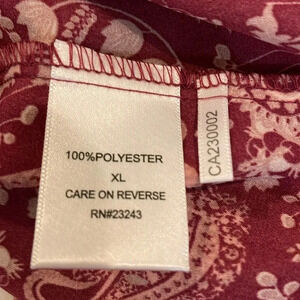 100%POLYESTER
XL
CARE ON REVERSE
RN#23243
CA230002